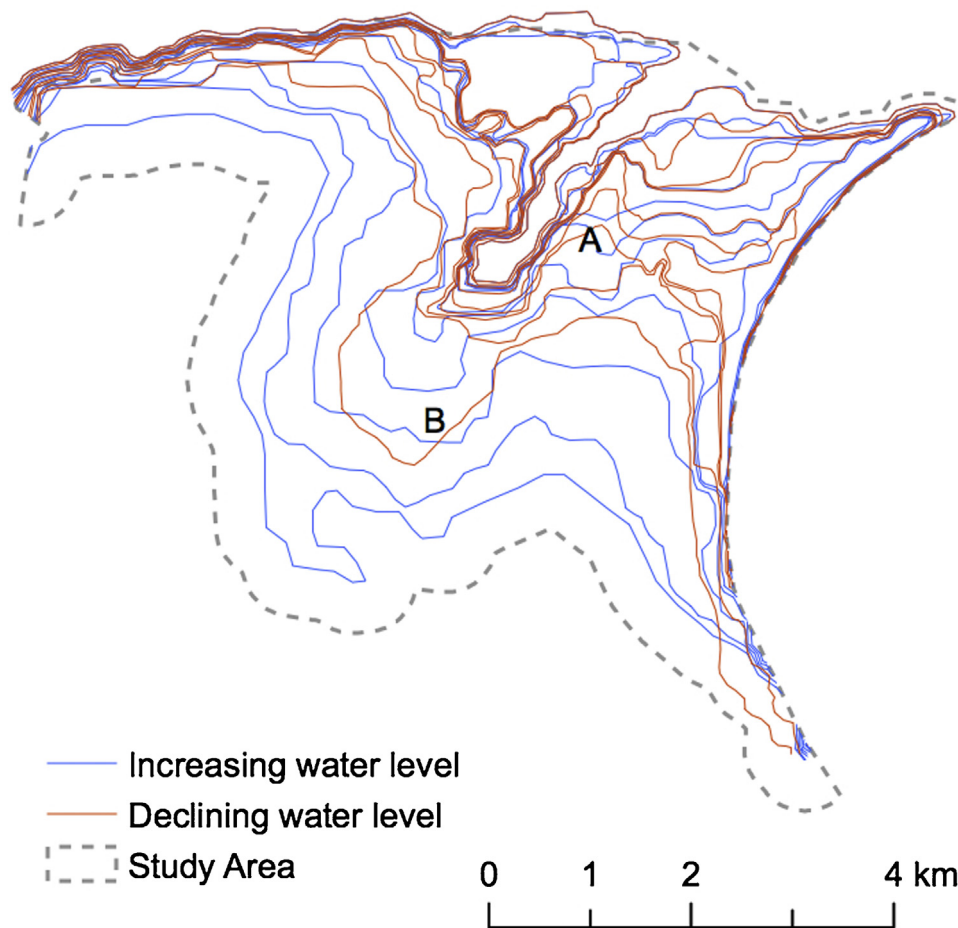 A
B
Increasing water level
Declining water level
Study Area
0 1 2 4 km